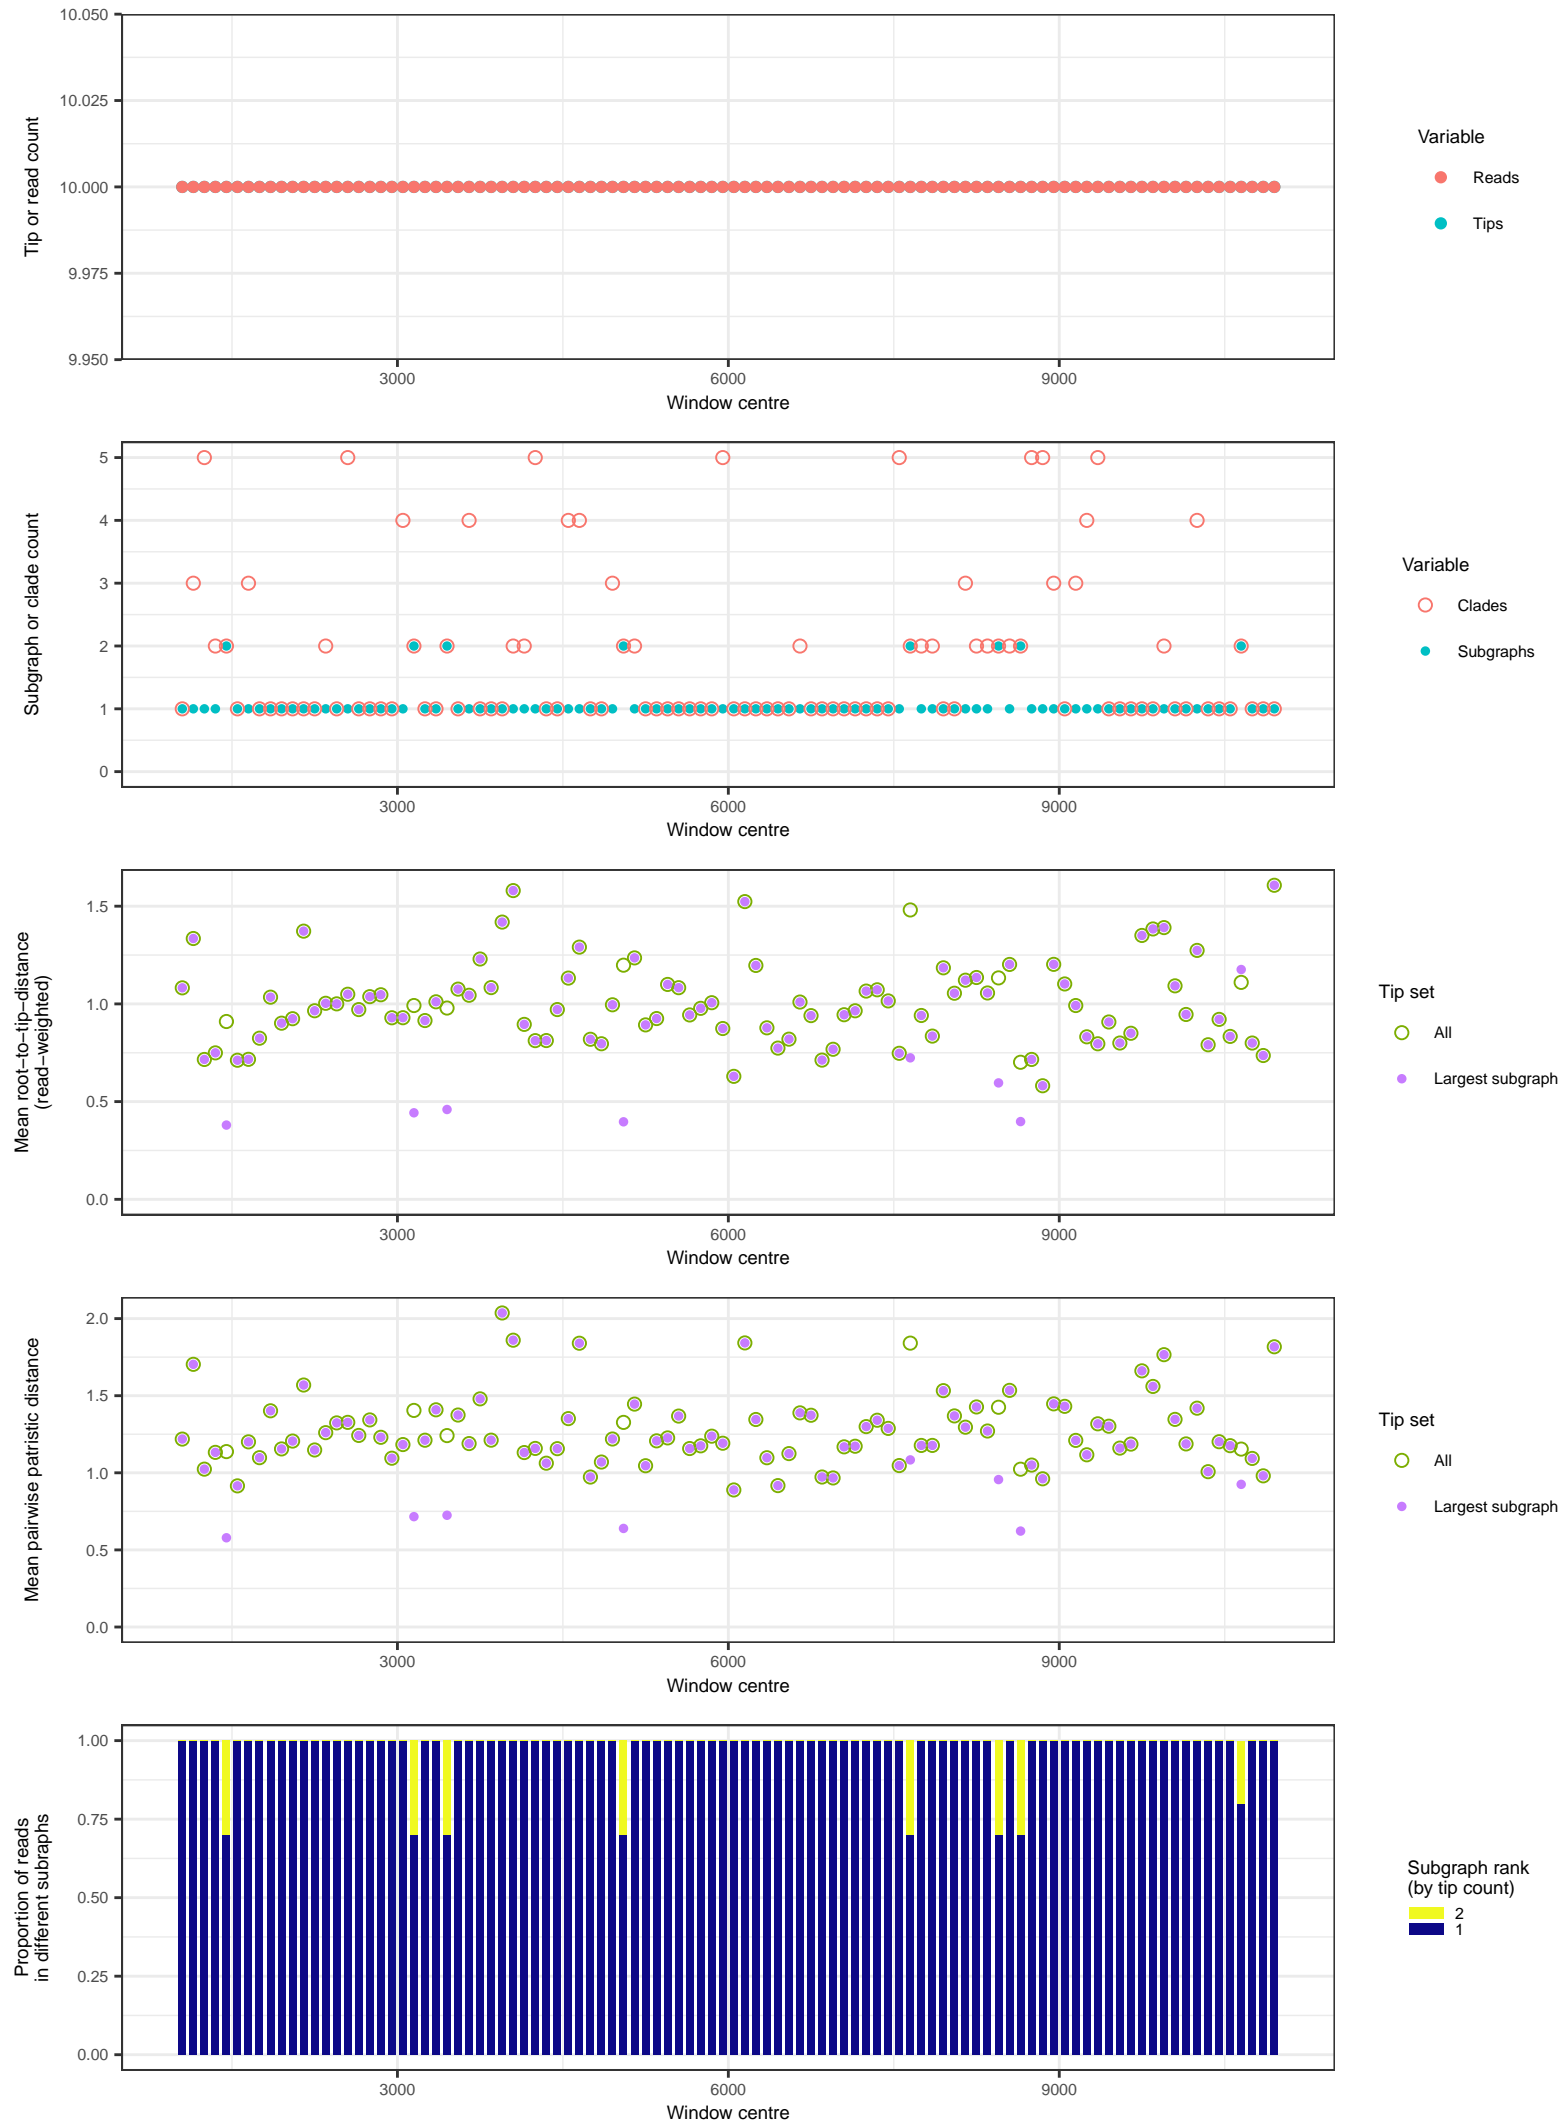 10.050
10.025
10.000
9.975
9.950
Tip or read count
3000 6000 9000
Window centre
Variable
Reads
Tips
5
4
3
2
1
0
Subgraph or clade count
3000 6000 9000
Window centre
Variable
Clades
Subgraphs
1.5
1.0
0.5
0.0
Mean root−to−tip−distance
(read−weighted)
3000 6000 9000
Window centre
Tip set
All
Largest subgraph
2.0
1.5
1.0
0.5
0.0
Mean pairwise patristic distance
3000 6000 9000
Window centre
Tip set
All
Largest subgraph
1.00
0.75
0.50
0.25
0.00
Proportion of reads
in different subraphs
3000 6000 9000
Window centre
Subgraph rank
(by tip count)
2
1